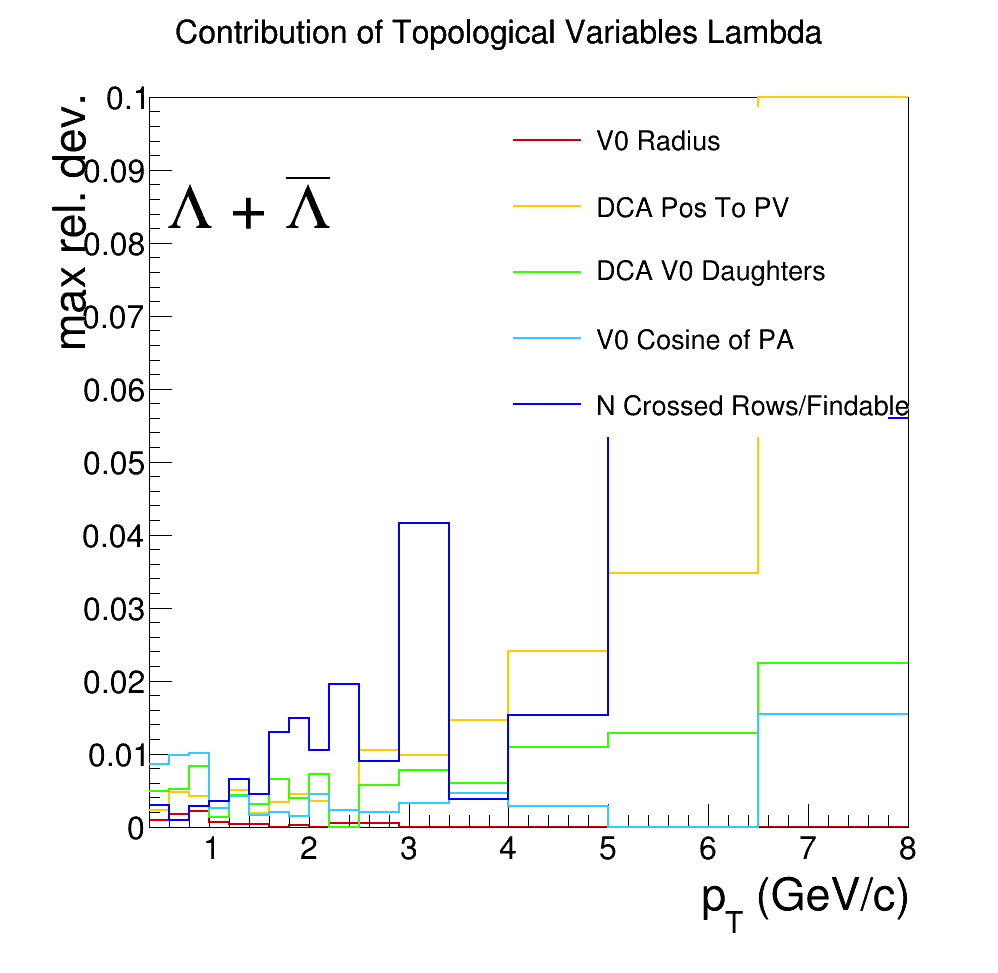 Contribution of Topological Variables Lambda
max rel. dev.
0.1
0.09
0.08
0.07
0.06
0.05
0.04
0.03
0.02
0.01
0
Λ + Λ̅
V0 Radius
DCA Pos To PV
DCA V0 Daughters
V0 Cosine of PA
N Crossed Rows/Findable
1 2 3 4 5 6 7 8
p_T (GeV/c)